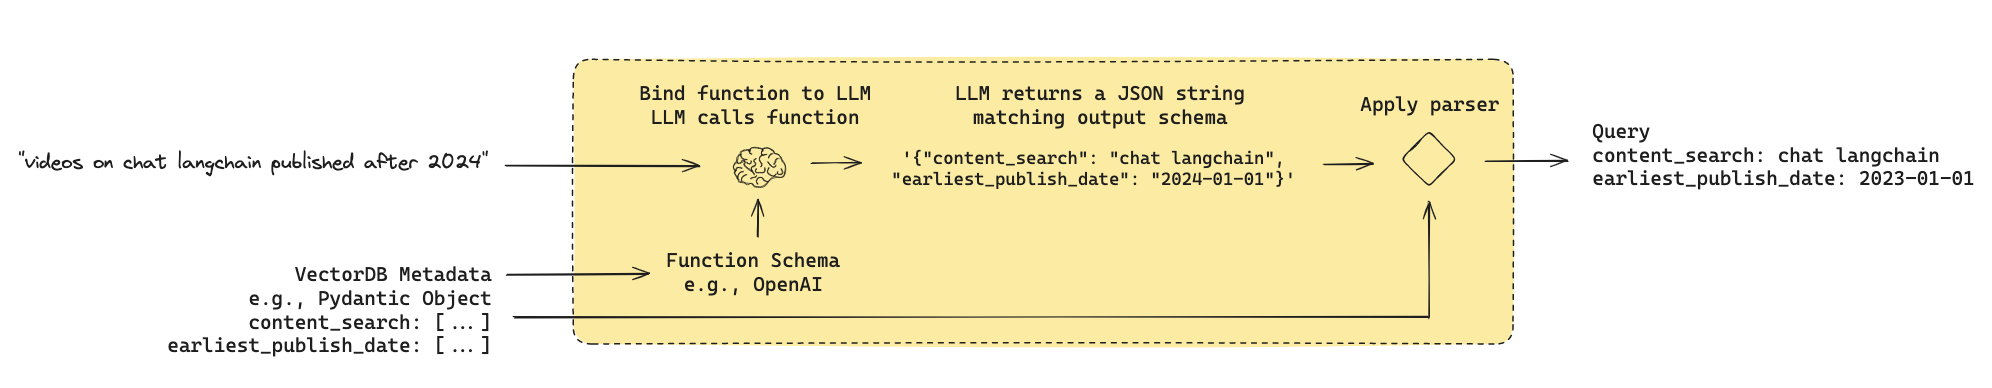 Bind function to LLM
LLM calls function
LLM returns a JSON string
matching output schema
Apply parser
"videos on chat langchain published after 2024"
'{"content_search": "chat langchain",
"earliest_publish_date": "2024-01-01"}'
Query
content_search: chat langchain
earliest_publish_date: 2023-01-01
Function Schema
e.g., OpenAI
VectorDB Metadata
e.g., Pydantic Object
content_search: [...]
earliest_publish_date: [...]